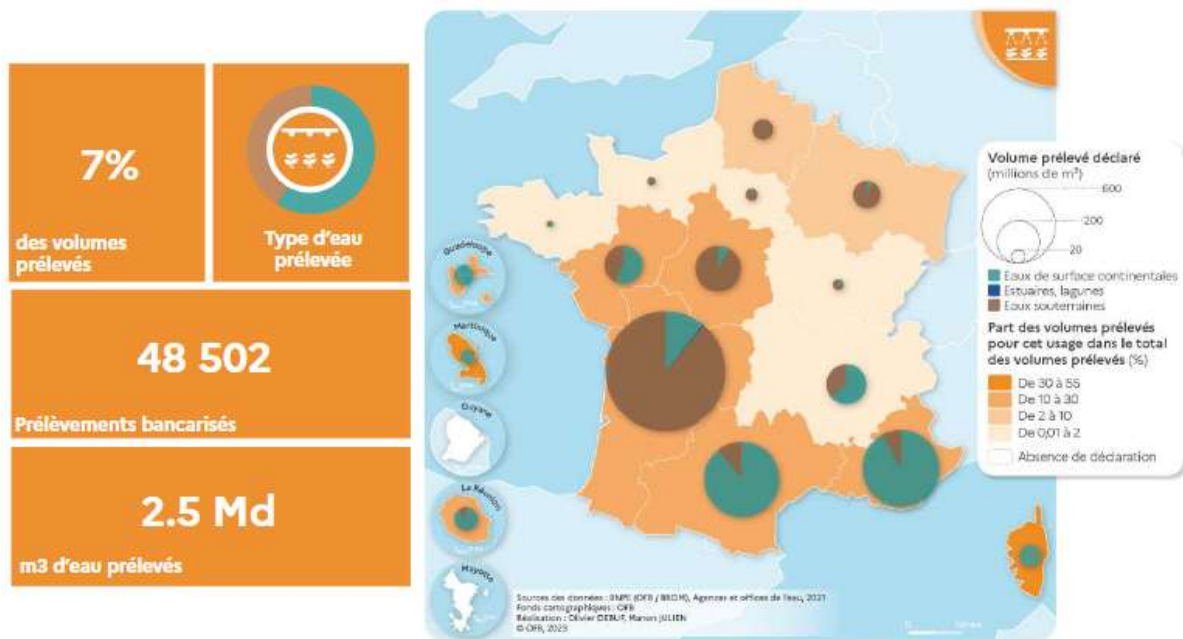 7%
des volumes
prélevés
Type d'eau
prélevée
48 502
Prélèvements bancarisés
2.5 Md
m3 d'eau prélevés
Guadeloupe
Martinique
Guyane
La Réunion
Mayotte
Volume prélevé déclaré
(millions de m³)
600
200
20
Eaux de surface continentales
Estuaires, lagunes
Eaux souterraines
Part des volumes prélevés
pour cet usage dans le total
des volumes prélevés (%)
De 30 à 55
De 10 à 30
De 2 à 10
De 0,01 à 2
Absence de déclaration
Sources des données : BNPE (OFB / BRGM), Agences et offices de l'eau, 2021
Fonds cartographiques : OFB
Réalisation : Olivier DEBUF, Manon JULIEN
© OFB, 2023
0